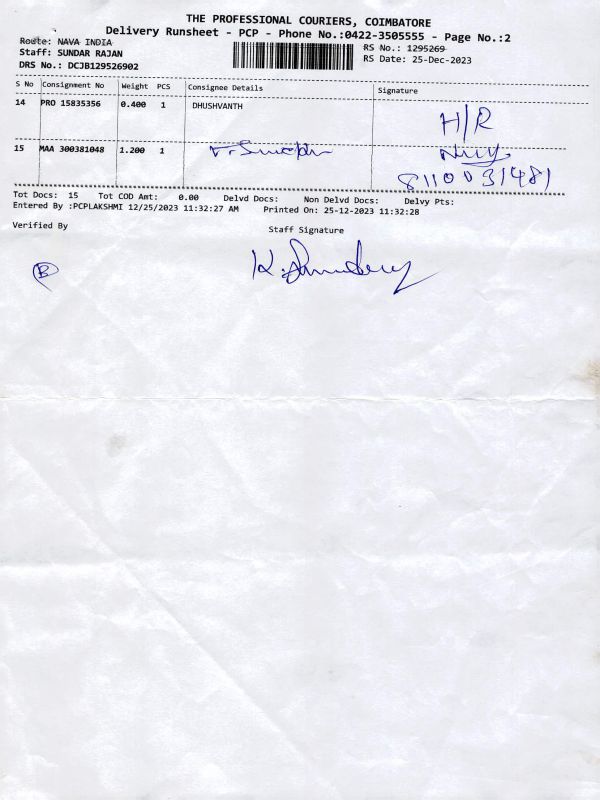 THE PROFESSIONAL COURIERS, COIMBATORE
Delivery Runsheet - PCP - Phone No.:0422-3505555 - Page No.:2
Route: NAVA INDIA
RS No.: 1295269
Staff: SUNDAR RAJAN
RS Date: 25-Dec-2023
DRS No.: DCJB129526902
S No Consignment No Weight PCS Consignee Details Signature
14 PRO 15835356 0.400 1 DHUSHVANTH H/R
15 MAA 300381048 1.200 1
8110031481
Tot Docs: 15 Tot COD Amt: 0.00 Delvd Docs: Non Delvd Docs: Delvy Pts:
Entered By :PCPLAKSHMI 12/25/2023 11:32:27 AM Printed On: 25-12-2023 11:32:28
Verified By Staff Signature